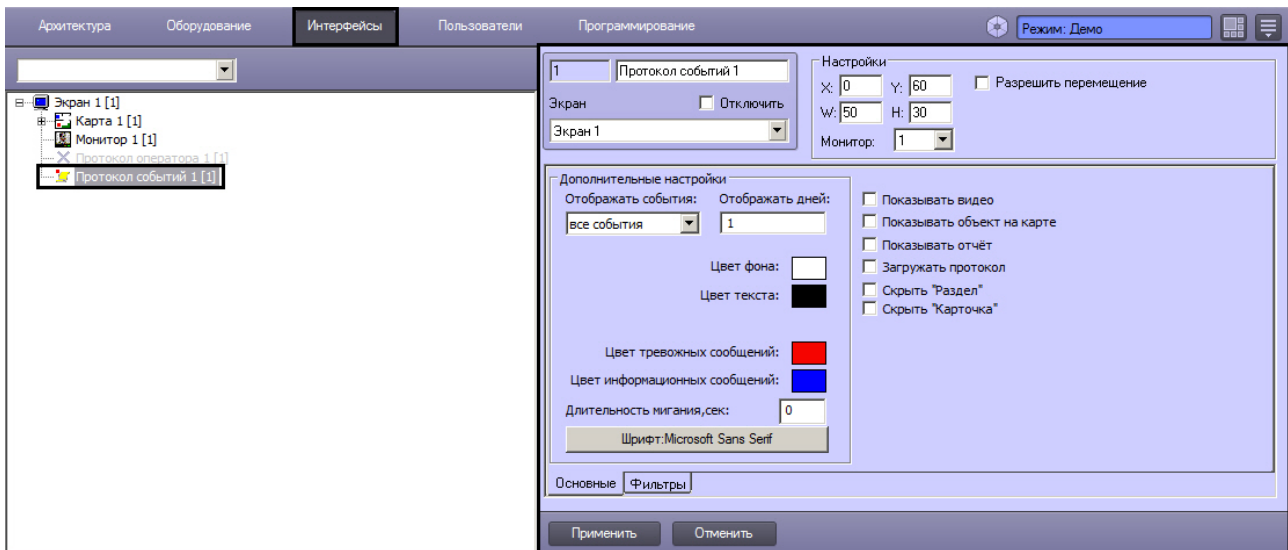 Архитектура Оборудование Интерфейсы Пользователи Программирование Режим: Демо
Экран 1 [1]
Карта 1 [1]
Монитор 1 [1]
Протокол оператора 1 [1]
Протокол событий 1 [1]
1 Протокол событий 1
Экран Отключить
Экран 1
Настройки
X: 0 Y: 60 Разрешить перемещение
W: 50 H: 30
Монитор: 1
Дополнительные настройки
Отображать события: Отображать дней:
все события 1
Цвет фона:
Цвет текста:
Цвет тревожных сообщений:
Цвет информационных сообщений:
Длительность мигания,сек: 0
Шрифт:Microsoft Sans Serif
Показывать видео
Показывать объект на карте
Показывать отчёт
Загружать протокол
Скрыть "Раздел"
Скрыть "Карточка"
Основные Фильтры
Применить Отменить